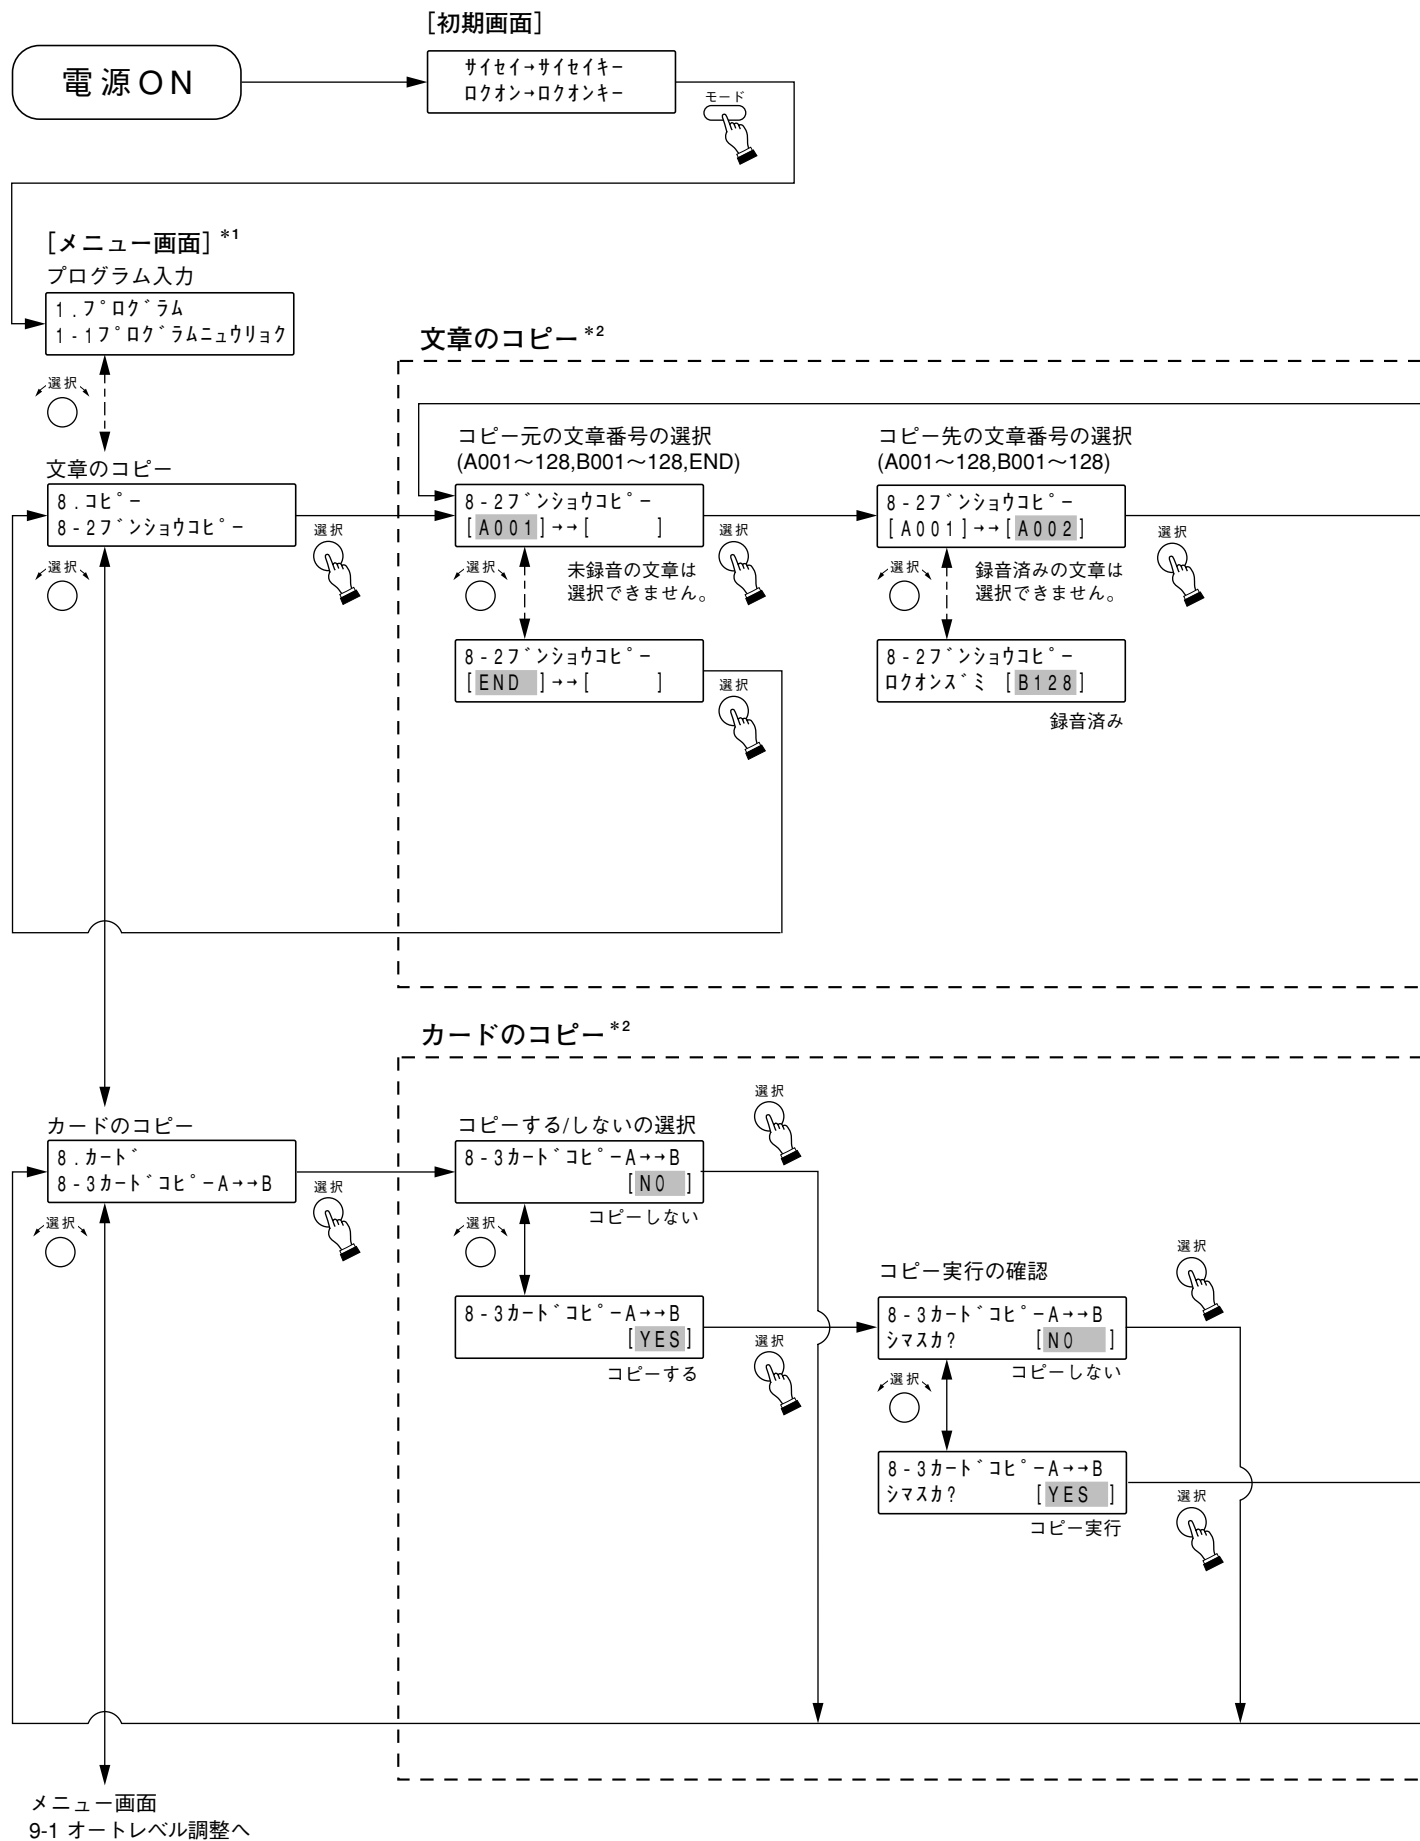 [初期画面]
電源ON
サイセイ→サイセイキー
ロクオン→ロクオンキー
モード
[メニュー画面]*1
プログラム入力
1.プログラム
1-1プログラムニュウリョク
選択
文章のコピー*2
コピー元の文章番号の選択
(A001～128,B001～128,END)
コピー先の文章番号の選択
(A001～128,B001～128)
文章のコピー
8.コピー
8-2ブンショウコピー
選択
選択
8-2ブンショウコピー
[A001]→→[    ]
選択
選択
未録音の文章は
選択できません。
8-2ブンショウコピー
[A001]→→[A002]
選択
選択
録音済みの文章は
選択できません。
8-2ブンショウコピー
[END ]→→[    ]
選択
8-2ブンショウコピー
ロクオンズミ [B128]
録音済み
カードのコピー*2
カードのコピー
8.カード
8-3カードコピーA→→B
選択
選択
コピーする/しないの選択
選択
8-3カードコピーA→→B
[NO ]
コピーしない
選択
8-3カードコピーA→→B
[YES]
コピーする
選択
コピー実行の確認
選択
8-3カードコピーA→→B
シマスカ? [NO ]
コピーしない
選択
8-3カードコピーA→→B
シマスカ? [YES ]
コピー実行
選択
メニュー画面
9-1 オートレベル調整へ